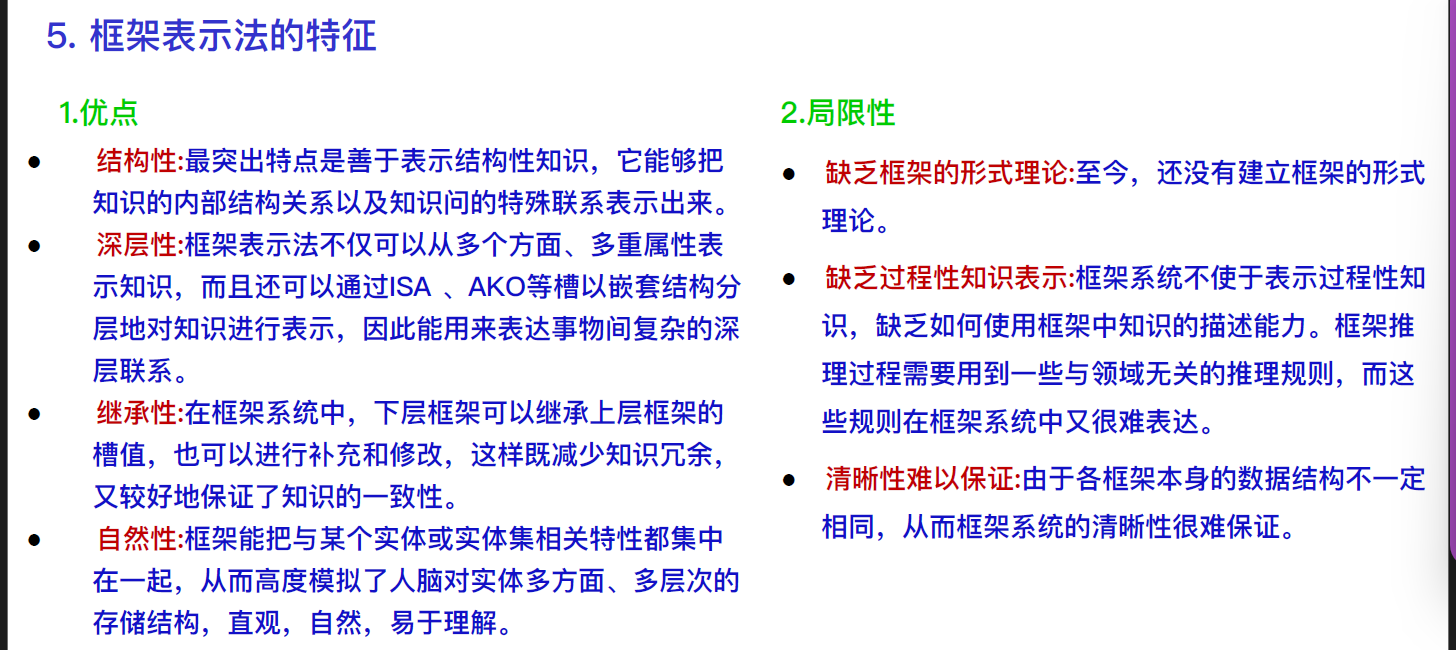 5. 框架表示法的特征
1.优点
● 结构性:最突出特点是善于表示结构性知识，它能够把
知识的内部结构关系以及知识问的特殊联系表示出来。
● 深层性:框架表示法不仅可以从多个方面、多重属性表
示知识，而且还可以通过ISA 、AKO等槽以嵌套结构分
层地对知识进行表示，因此能用来表达事物间复杂的深
层联系。
● 继承性:在框架系统中，下层框架可以继承上层框架的
槽值，也可以进行补充和修改，这样既减少知识冗余，
又较好地保证了知识的一致性。
● 自然性:框架能把与某个实体或实体集相关特性都集中
在一起，从而高度模拟了人脑对实体多方面、多层次的
存储结构，直观，自然，易于理解。
2.局限性
● 缺乏框架的形式理论:至今，还没有建立框架的形式
理论。
● 缺乏过程性知识表示:框架系统不使于表示过程性知
识，缺乏如何使用框架中知识的描述能力。框架推
理过程需要用到一些与领域无关的推理规则，而这
些规则在框架系统中又很难表达。
● 清晰性难以保证:由于各框架本身的数据结构不一定
相同，从而框架系统的清晰性很难保证。